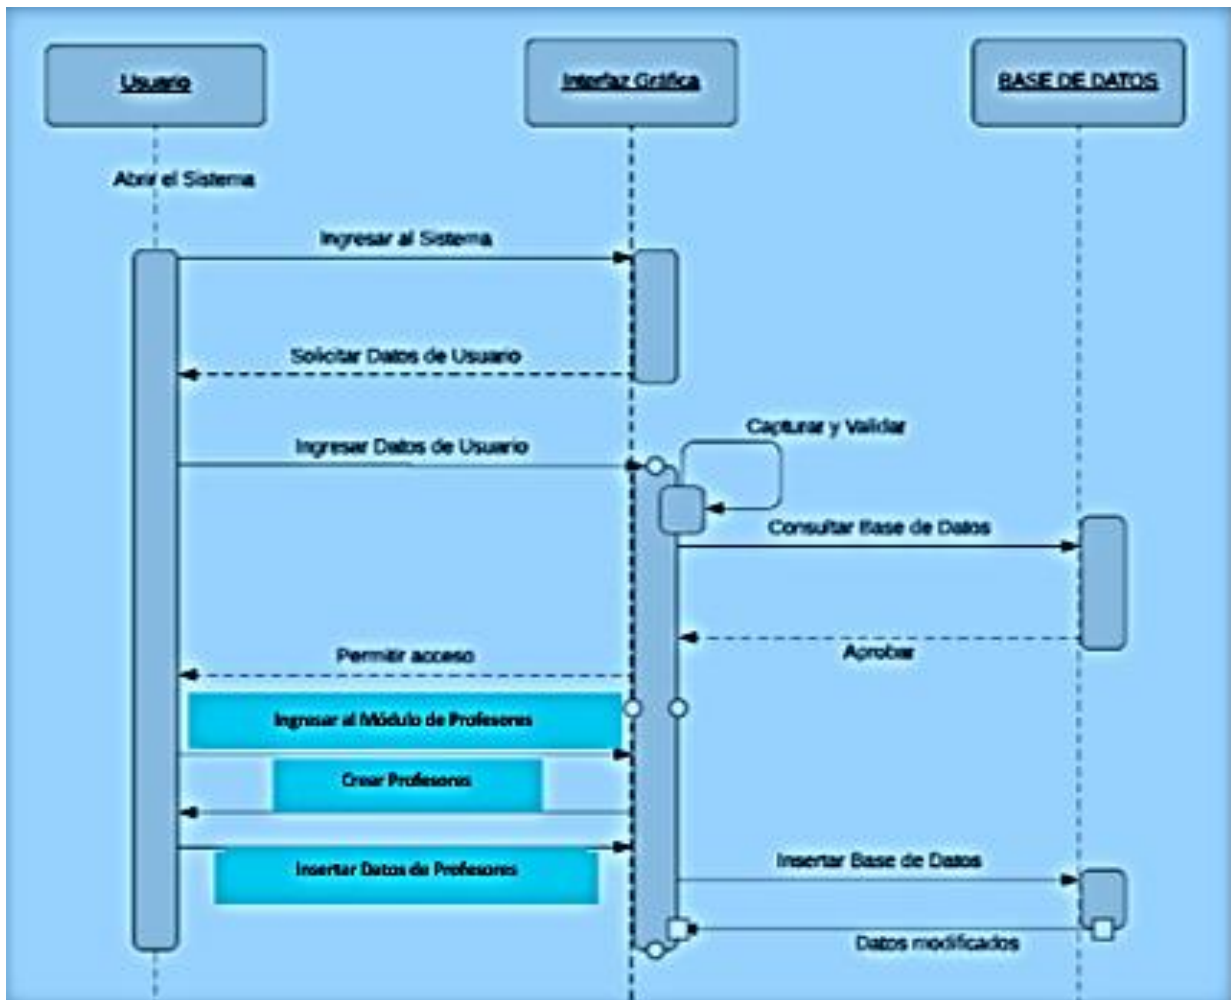 Usuario
Interfaz Gráfica
BASE DE DATOS
Abrir el Sistema
Ingresar al Sistema
Solicitar Datos de Usuario
Capturar y Validar
Ingresar Datos de Usuario
Consultar Base de Datos
Aprobar
Permitir acceso
Ingresar al Módulo de Profesores
Crear Profesores
Insertar Base de Datos
Insertar Datos de Profesores
Datos modificados